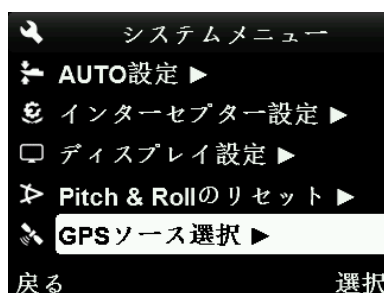 システムメニュー
AUTO設定 ▶
インターセプター設定 ▶
ディスプレイ設定 ▶
Pitch & Rollのリセット ▶
GPSソース選択 ▶
戻る 選択